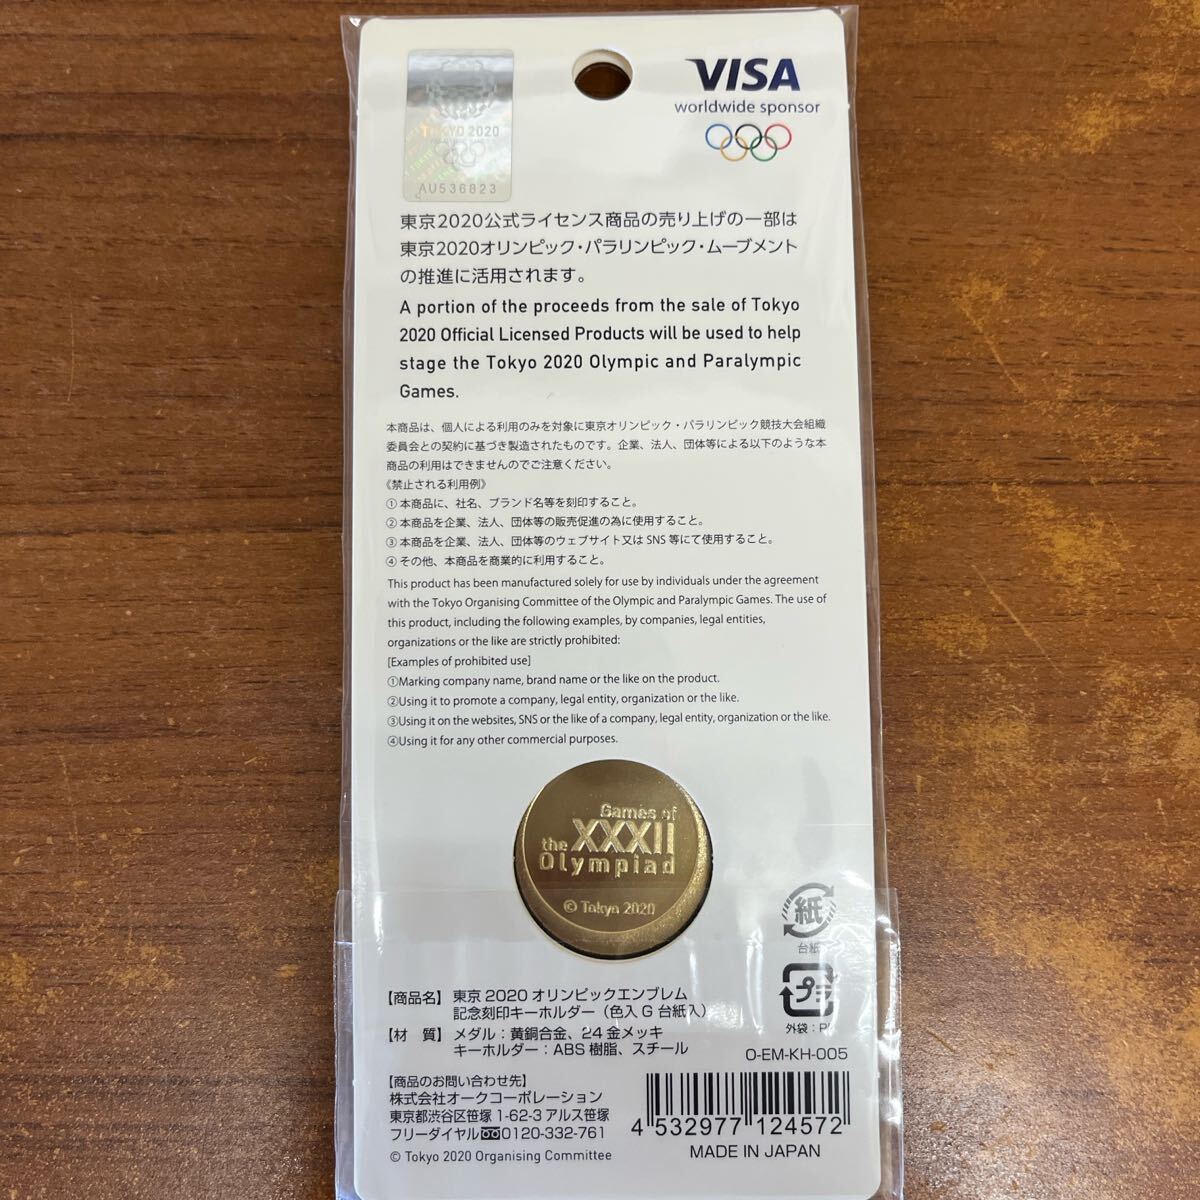 TOKYO 2020
AU536823
VISA
worldwide sponsor
東京2020公式ライセンス商品の売り上げの一部は
東京2020オリンピック・パラリンピック・ムーブメント
の推進に活用されます。
A portion of the proceeds from the sale of Tokyo
2020 Official Licensed Products will be used to help
stage the Tokyo 2020 Olympic and Paralympic
Games.
本商品は、個人による利用のみを対象に東京オリンピック・パラリンピック競技大会組織
委員会との契約に基づき製造されたものです。企業、法人、団体等による以下のような本
商品の利用はできませんのでご注意ください。
《禁止される利用例》
① 本商品に、社名、ブランド名等を刻印すること。
② 本商品を企業、法人、団体等の販売促進の為に使用すること。
③ 本商品を企業、法人、団体等のウェブサイト又は SNS 等にて使用すること。
④ その他、本商品を商業的に利用すること。
This product has been manufactured solely for use by individuals under the agreement
with the Tokyo Organising Committee of the Olympic and Paralympic Games. The use of
this product, including the following examples, by companies, legal entities,
organizations or the like are strictly prohibited:
[Examples of prohibited use]
①Marking company name, brand name or the like on the product.
②Using it to promote a company, legal entity, organization or the like.
③Using it on the websites, SNS or the like of a company, legal entity, organization or the like.
④Using it for any other commercial purposes.
Games of
the XXXII
Olympiad
© Tokyo 2020
紙
台紙
プラ
外袋：P
【商品名】 東京 2020 オリンピックエンブレム
記念刻印キーホルダー（色入 G 台紙入）
【材　質】 メダル：黄銅合金、24 金メッキ
キーホルダー：ABS 樹脂、スチール
O-EM-KH-005
【商品のお問い合わせ先】
株式会社オークコーポレーション
東京都渋谷区笹塚 1-62-3 アルス笹塚
フリーダイヤル 0120-332-761
© Tokyo 2020 Organising Committee
4 532977 124572
MADE IN JAPAN